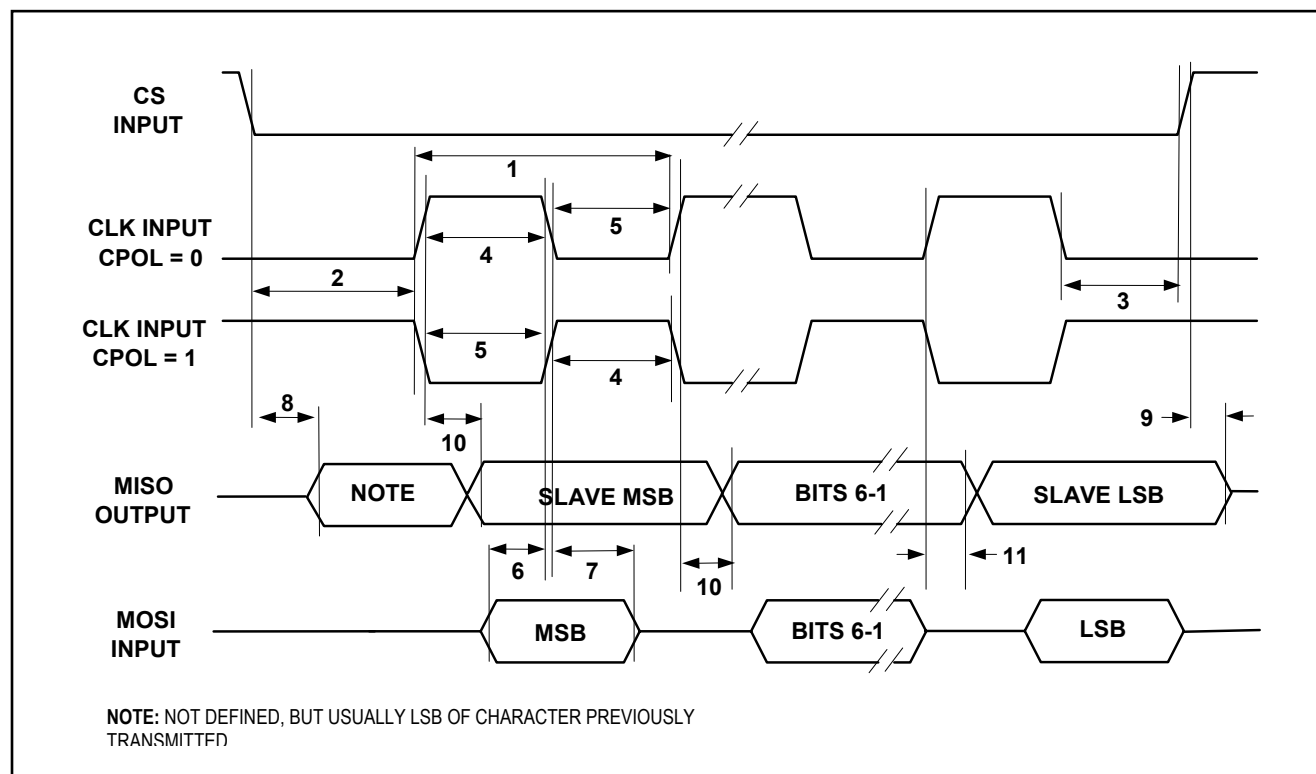 CS
INPUT
1
CLK INPUT
CPOL = 0
5
4
2
3
CLK INPUT
CPOL = 1
5
4
8
10
9
MISO
OUTPUT
NOTE
SLAVE MSB
BITS 6-1
SLAVE LSB
6
7
10
11
MOSI
INPUT
MSB
BITS 6-1
LSB
NOTE: NOT DEFINED, BUT USUALLY LSB OF CHARACTER PREVIOUSLY
TRANSMITTED